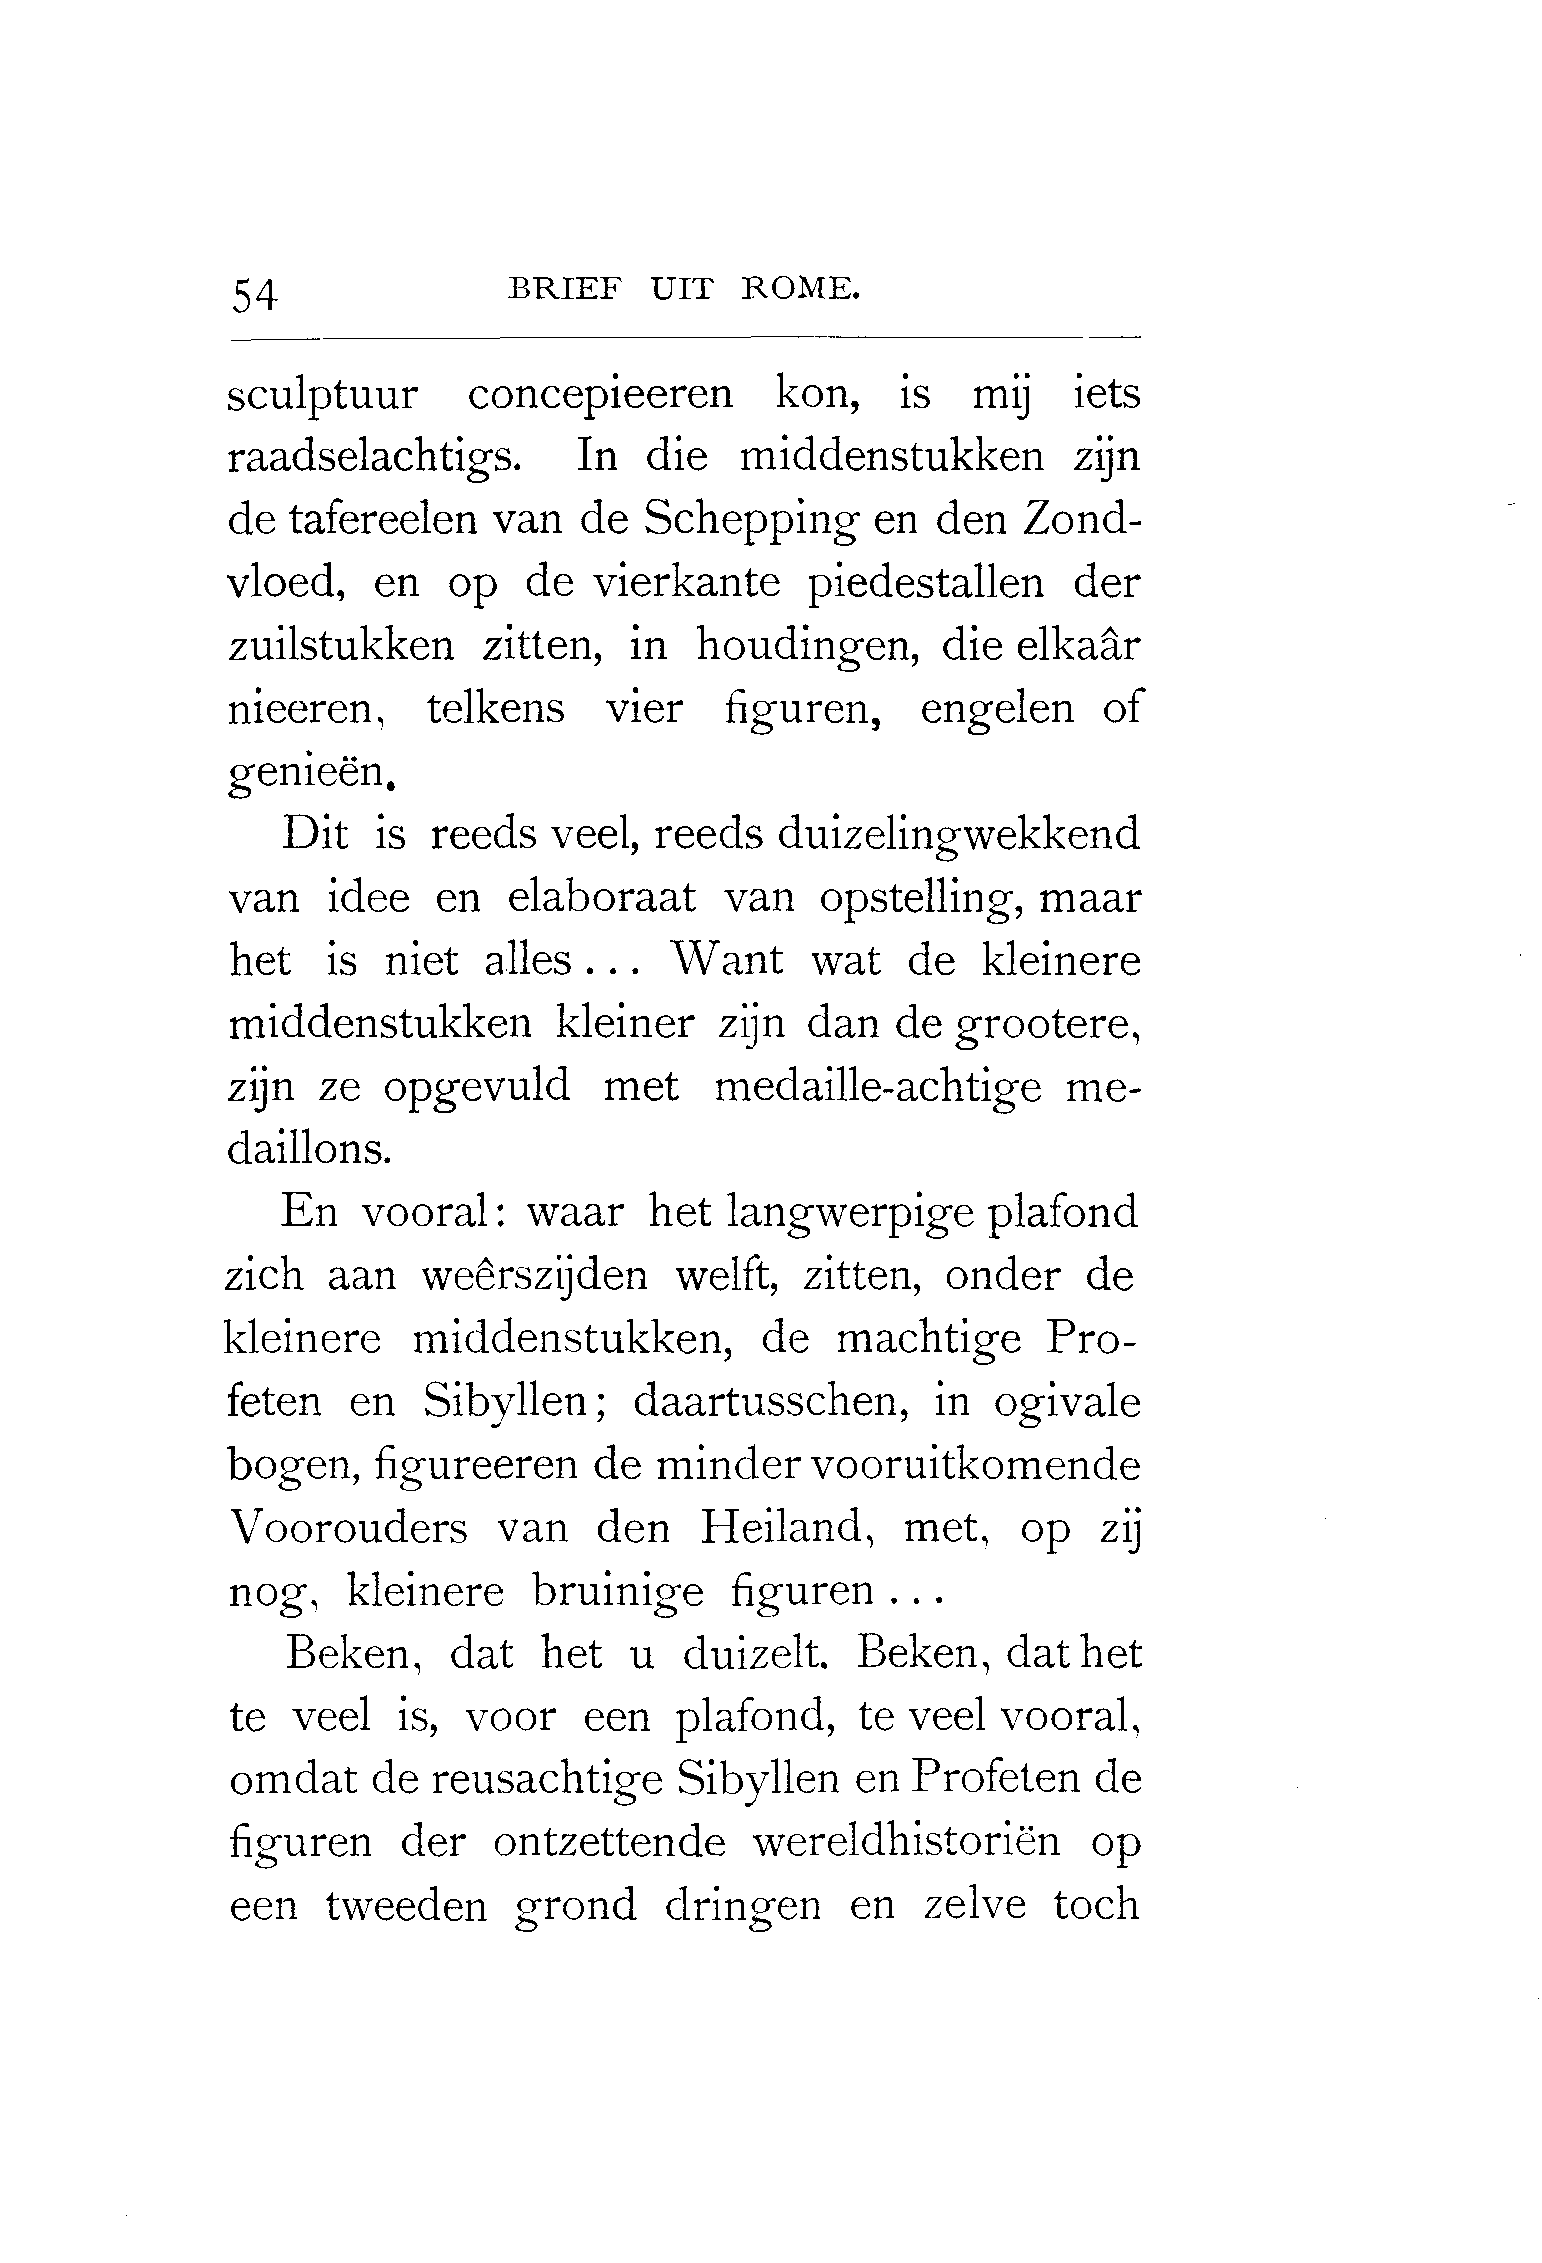 54 BRIEF UIT ROME.
sculptuur concepieeren kon, is mij iets
raadselachtigs. In die middenstukken zijn
de tafereelen van de Schepping en den Zond-
vloed, en op de vierkante piedestallen der
zuilstukken zitten, in houdingen, die elkaâr
nieeren, telkens vier figuren, engelen of
genieën.
Dit is reeds veel, reeds duizelingwekkend
van idee en elaboraat van opstelling, maar
het is niet alles... Want wat de kleinere
middenstukken kleiner zijn dan de grootere,
zijn ze opgevuld met medaille-achtige me-
daillons.
En vooral: waar het langwerpige plafond
zich aan weêrszijden welft, zitten, onder de
kleinere middenstukken, de machtige Pro-
feten en Sibyllen; daartusschen, in ogivale
bogen, figureeren de minder vooruitkomende
Voorouders van den Heiland, met, op zij
nog, kleinere bruinige figuren...
Beken, dat het u duizelt. Beken, dat het
te veel is, voor een plafond, te veel vooral,
omdat de reusachtige Sibyllen en Profeten de
figuren der ontzettende wereldhistoriën op
een tweeden grond dringen en zelve toch